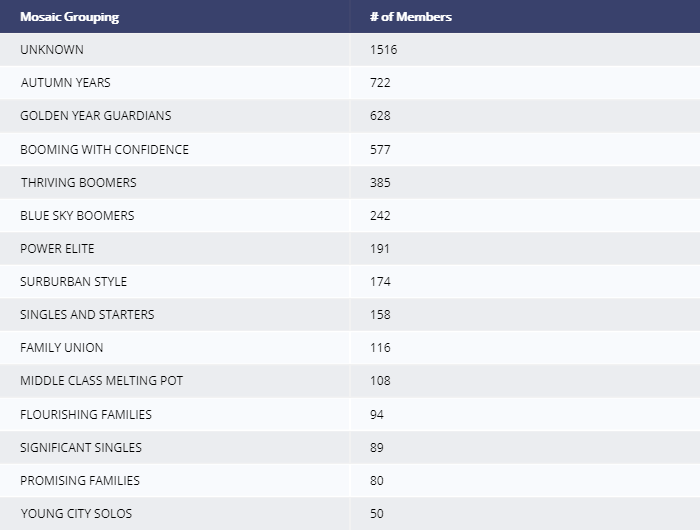 Mosaic Grouping # of Members
UNKNOWN 1516
AUTUMN YEARS 722
GOLDEN YEAR GUARDIANS 628
BOOMING WITH CONFIDENCE 577
THRIVING BOOMERS 385
BLUE SKY BOOMERS 242
POWER ELITE 191
SURBURBAN STYLE 174
SINGLES AND STARTERS 158
FAMILY UNION 116
MIDDLE CLASS MELTING POT 108
FLOURISHING FAMILIES 94
SIGNIFICANT SINGLES 89
PROMISING FAMILIES 80
YOUNG CITY SOLOS 50